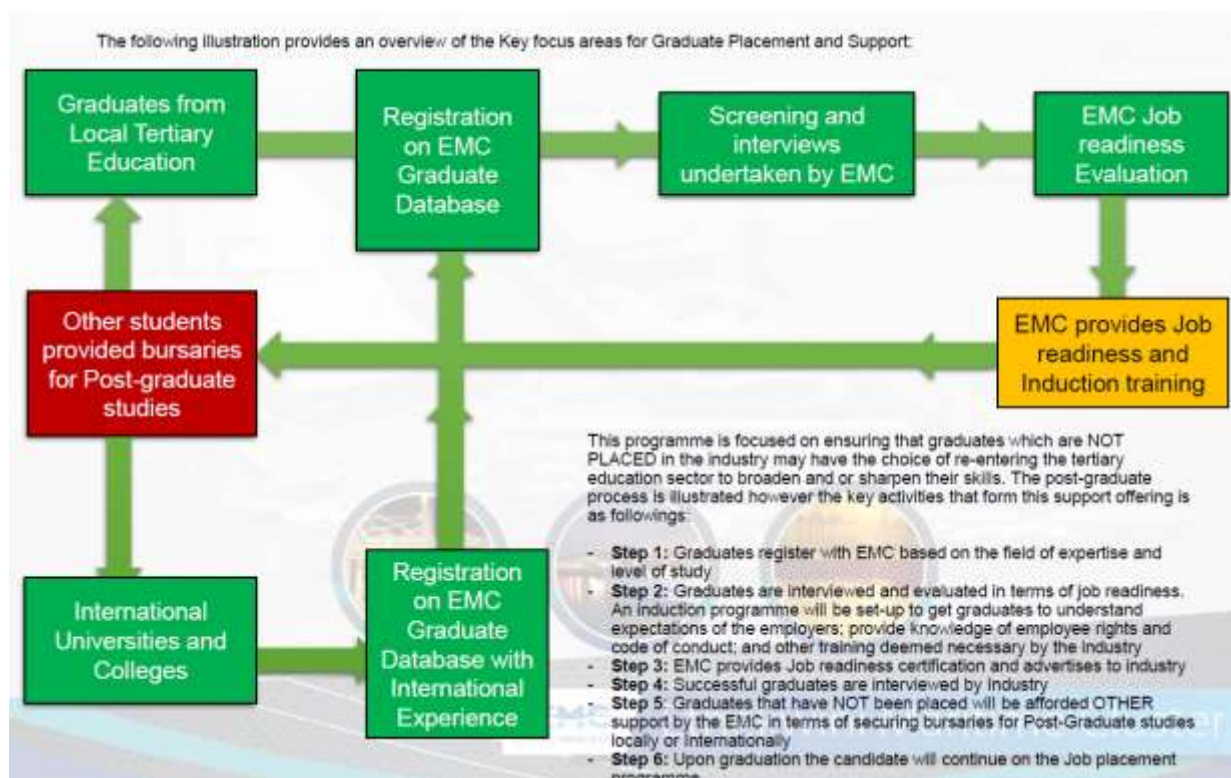 The following illustration provides an overview of the Key focus areas for Graduate Placement and Support:
Graduates from
Local Tertiary
Education
Registration
on EMC
Graduate
Database
Screening and
interviews
undertaken by EMC
EMC Job
readiness
Evaluation
Other students
provided bursaries
for Post-graduate
studies
EMC provides Job
readiness and
Induction training
International
Universities and
Colleges
Registration
on EMC
Graduate
Database with
International
Experience
This programme is focused on ensuring that graduates which are NOT
PLACED in the industry may have the choice of re-entering the tertiary
education sector to broaden and or sharpen their skills. The post-graduate
process is illustrated however the key activities that form this support offering is
as followings:
- Step 1: Graduates register with EMC based on the field of expertise and
level of study
- Step 2: Graduates are interviewed and evaluated in terms of job readiness.
An induction programme will be set-up to get graduates to understand
expectations of the employers; provide knowledge of employee rights and
code of conduct; and other training deemed necessary by the industry
- Step 3: EMC provides Job readiness certification and advertises to industry
- Step 4: Successful graduates are interviewed by Industry
- Step 5: Graduates that have NOT been placed will be afforded OTHER
support by the EMC in terms of securing bursaries for Post-Graduate studies
locally or Internationally
- Step 6: Upon graduation the candidate will continue on the Job placement
programme